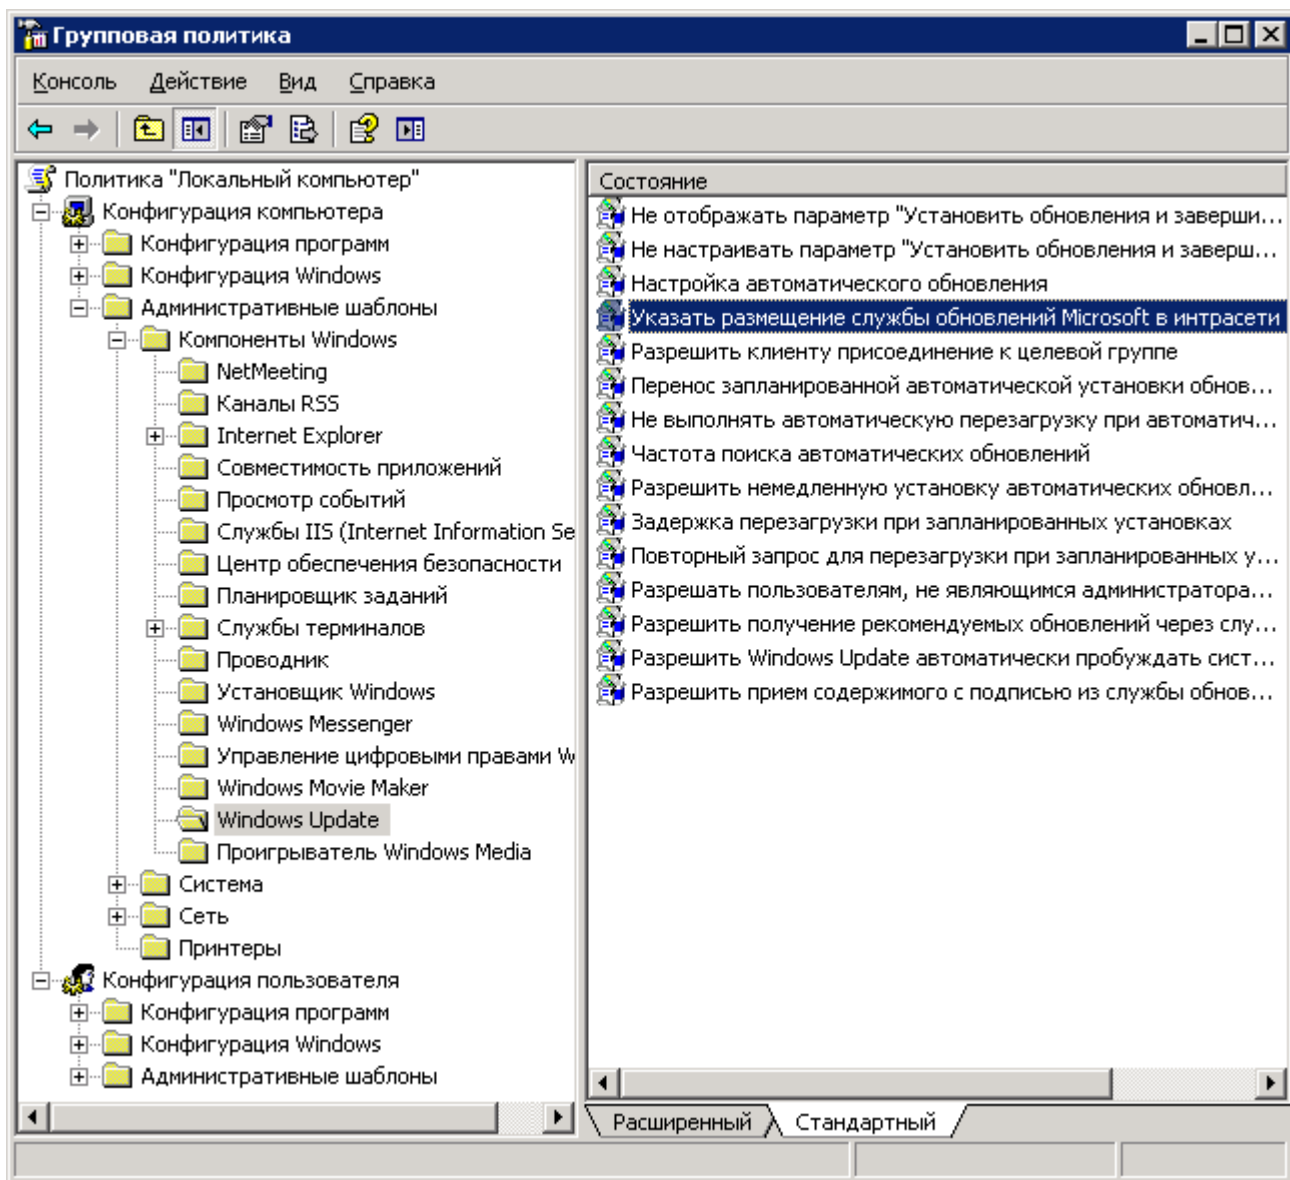 Групповая политика
Консоль Действие Вид Справка
Политика "Локальный компьютер"
Конфигурация компьютера
Конфигурация программ
Конфигурация Windows
Административные шаблоны
Компоненты Windows
NetMeeting
Каналы RSS
Internet Explorer
Совместимость приложений
Просмотр событий
Службы IIS (Internet Information Se
Центр обеспечения безопасности
Планировщик заданий
Службы терминалов
Проводник
Установщик Windows
Windows Messenger
Управление цифровыми правами W
Windows Movie Maker
Windows Update
Проигрыватель Windows Media
Система
Сеть
Принтеры
Конфигурация пользователя
Конфигурация программ
Конфигурация Windows
Административные шаблоны
Состояние
Не отображать параметр "Установить обновления и заверши...
Не настраивать параметр "Установить обновления и заверш...
Настройка автоматического обновления
Указать размещение службы обновлений Microsoft в интрасети
Разрешить клиенту присоединение к целевой группе
Перенос запланированной автоматической установки обнов...
Не выполнять автоматическую перезагрузку при автоматич...
Частота поиска автоматических обновлений
Разрешить немедленную установку автоматических обновл...
Задержка перезагрузки при запланированных установках
Повторный запрос для перезагрузки при запланированных у...
Разрешать пользователям, не являющимся администратора...
Разрешить получение рекомендуемых обновлений через слу...
Разрешить Windows Update автоматически пробуждать сист...
Разрешить прием содержимого с подписью из службы обнов...
Расширенный Стандартный